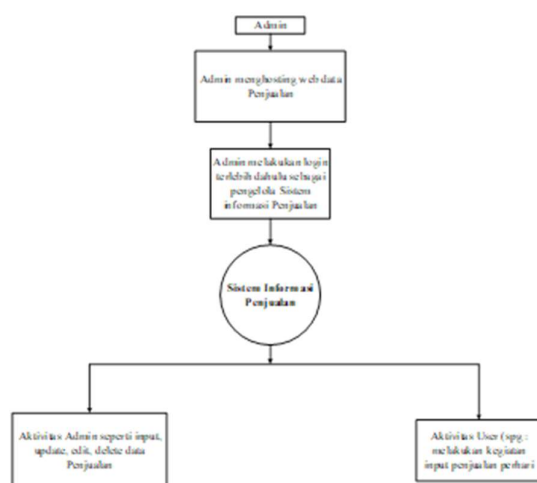 Admin
Admin menghosting web data
Penjualan
Admin melakukan login
terlebih dahulu sebagai
pengelola Sistem
informasi Penjualan
Sistem Informasi
Penjualan
Aktivitas Admin seperti input,
update, edit, delete data
Penjualan
Aktivitas User (spg :
melakukan kegiatan
input penjualan perhari